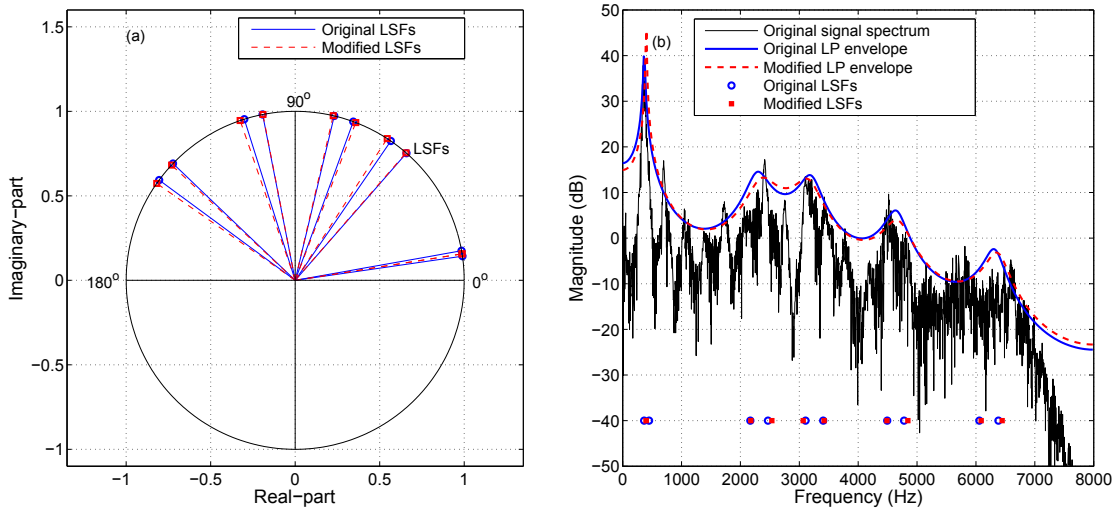 (a)
Original LSFs
Modified LSFs
1.5
1
0.5
0
−0.5
−1
Imaginary−part
90o
180o
0o
LSFs
−1
−0.5
0
0.5
1
Real−part
(b)
Original signal spectrum
Original LP envelope
Modified LP envelope
Original LSFs
Modified LSFs
50
40
30
20
10
0
−10
−20
−30
−40
−50
Magnitude (dB)
0
1000
2000
3000
4000
5000
6000
7000
8000
Frequency (Hz)